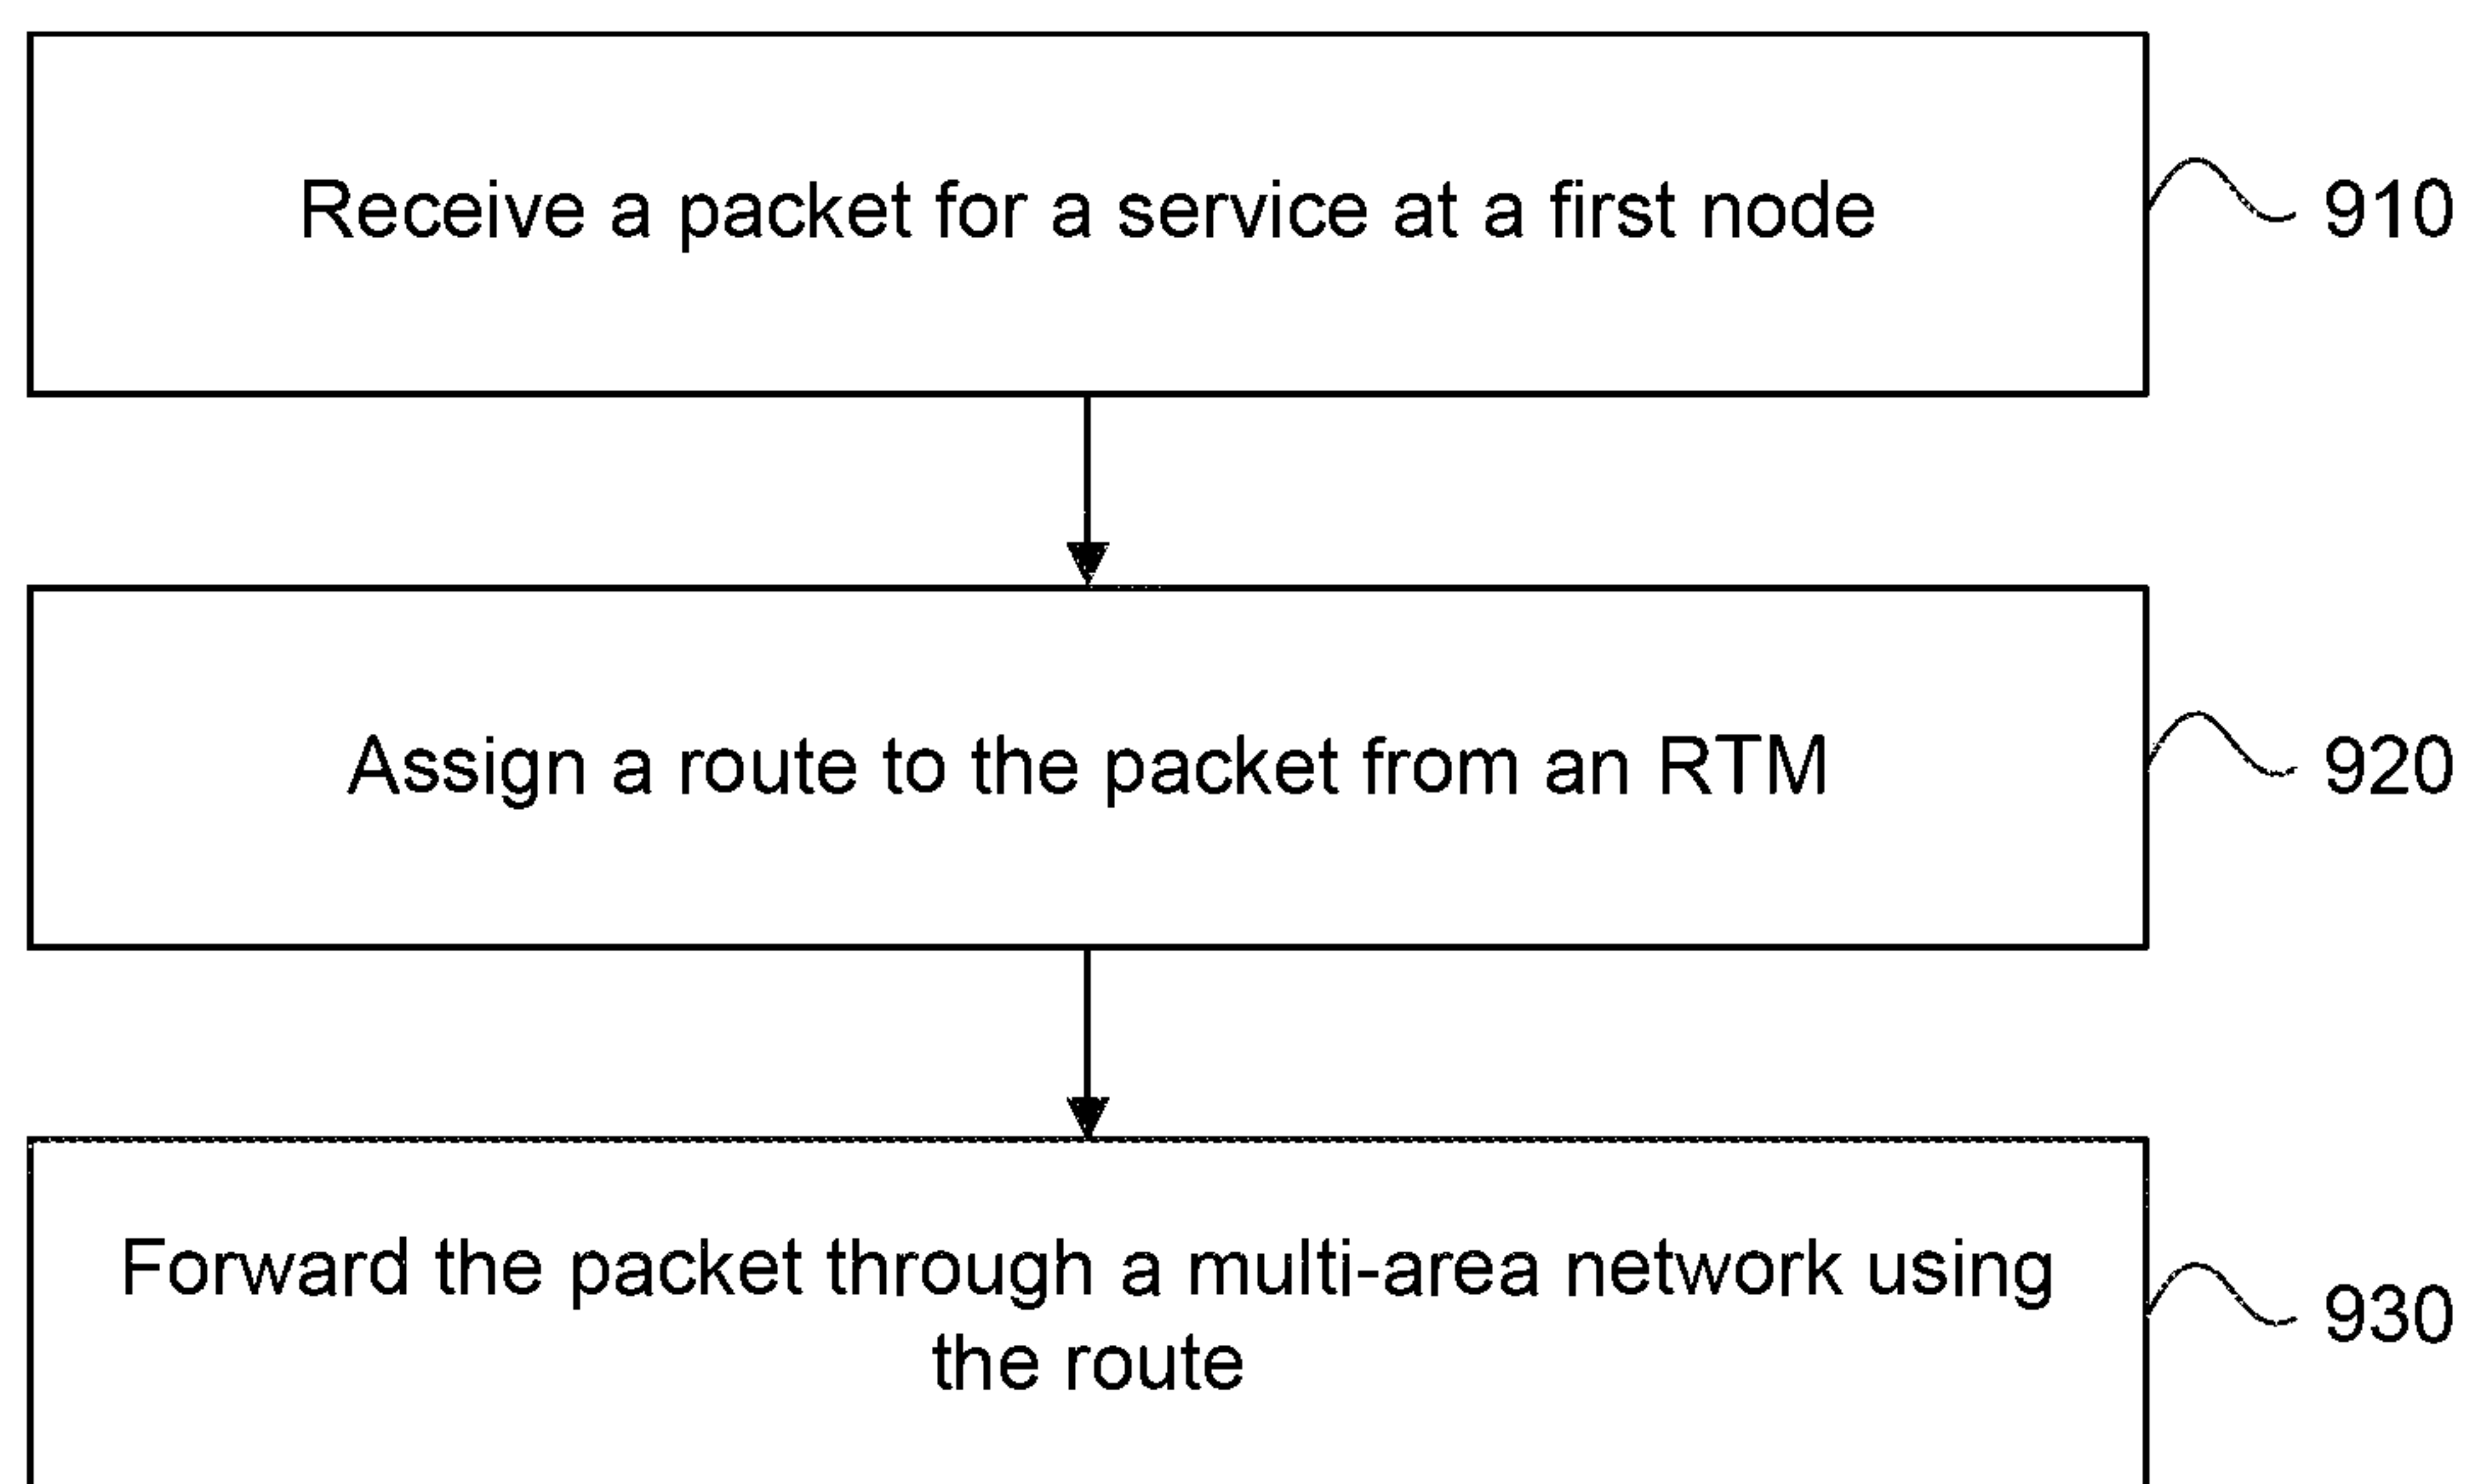 Receive a packet for a service at a first node
910
Assign a route to the packet from an RTM
920
Forward the packet through a multi-area network using
the route
930